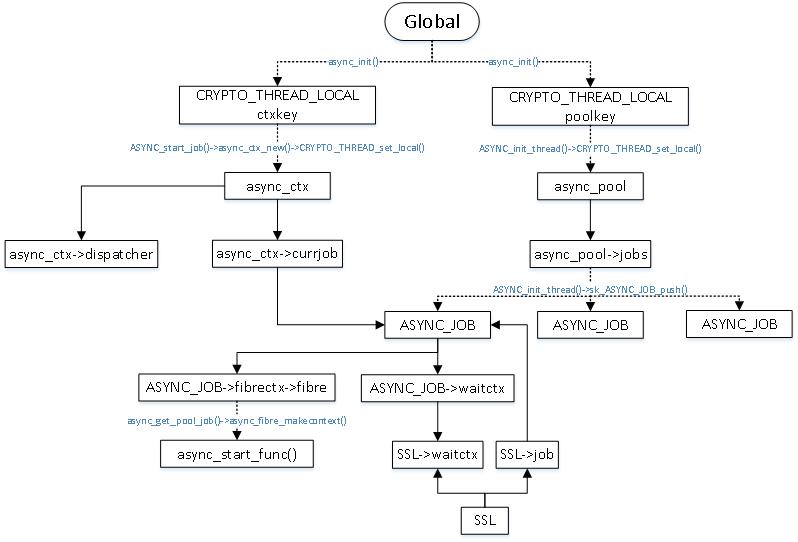 Global
async_init()
async_init()
CRYPTO_THREAD_LOCAL
ctxkey
CRYPTO_THREAD_LOCAL
poolkey
ASYNC_start_job()->async_ctx_new()->CRYPTO_THREAD_set_local()
ASYNC_init_thread()->CRYPTO_THREAD_set_local()
async_ctx
async_pool
async_ctx->dispatcher
async_ctx->currjob
async_pool->jobs
ASYNC_init_thread()->sk_ASYNC_JOB_push()
ASYNC_JOB
ASYNC_JOB
ASYNC_JOB
ASYNC_JOB->fibrectx->fibre
ASYNC_JOB->waitctx
async_get_pool_job()->async_fibre_makecontext()
async_start_func()
SSL->waitctx
SSL->job
SSL